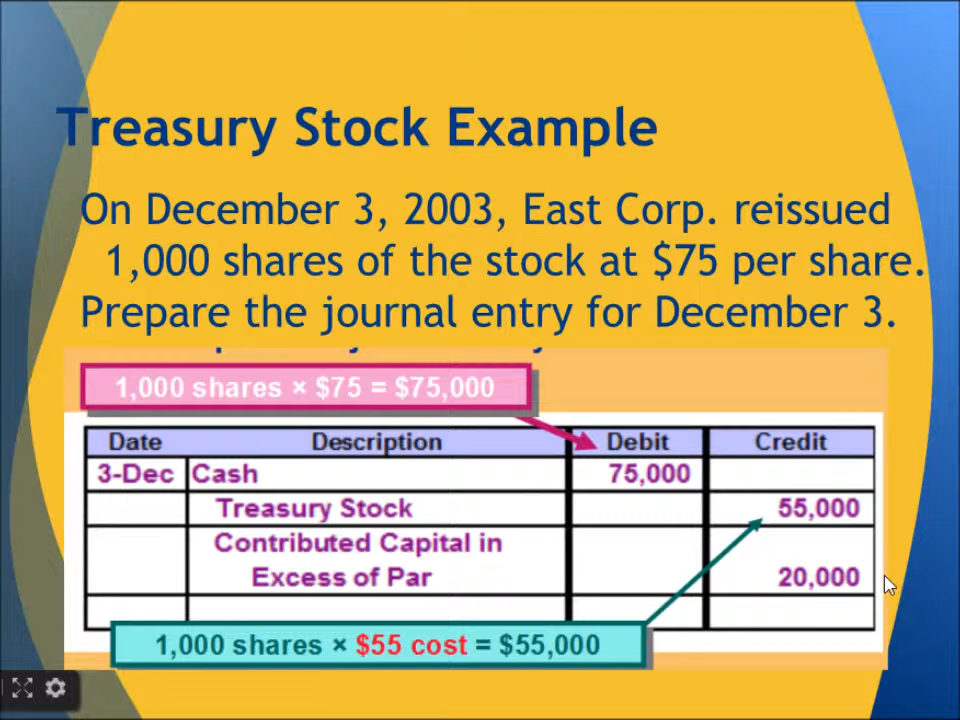 Treasury Stock Example
On December 3, 2003, East Corp. reissued
1,000 shares of the stock at $75 per share.
Prepare the journal entry for December 3.
1,000 shares × $75 = $75,000
Date Description Debit Credit
3-Dec Cash 75,000
Treasury Stock 55,000
Contributed Capital in
Excess of Par 20,000
1,000 shares × $55 cost = $55,000